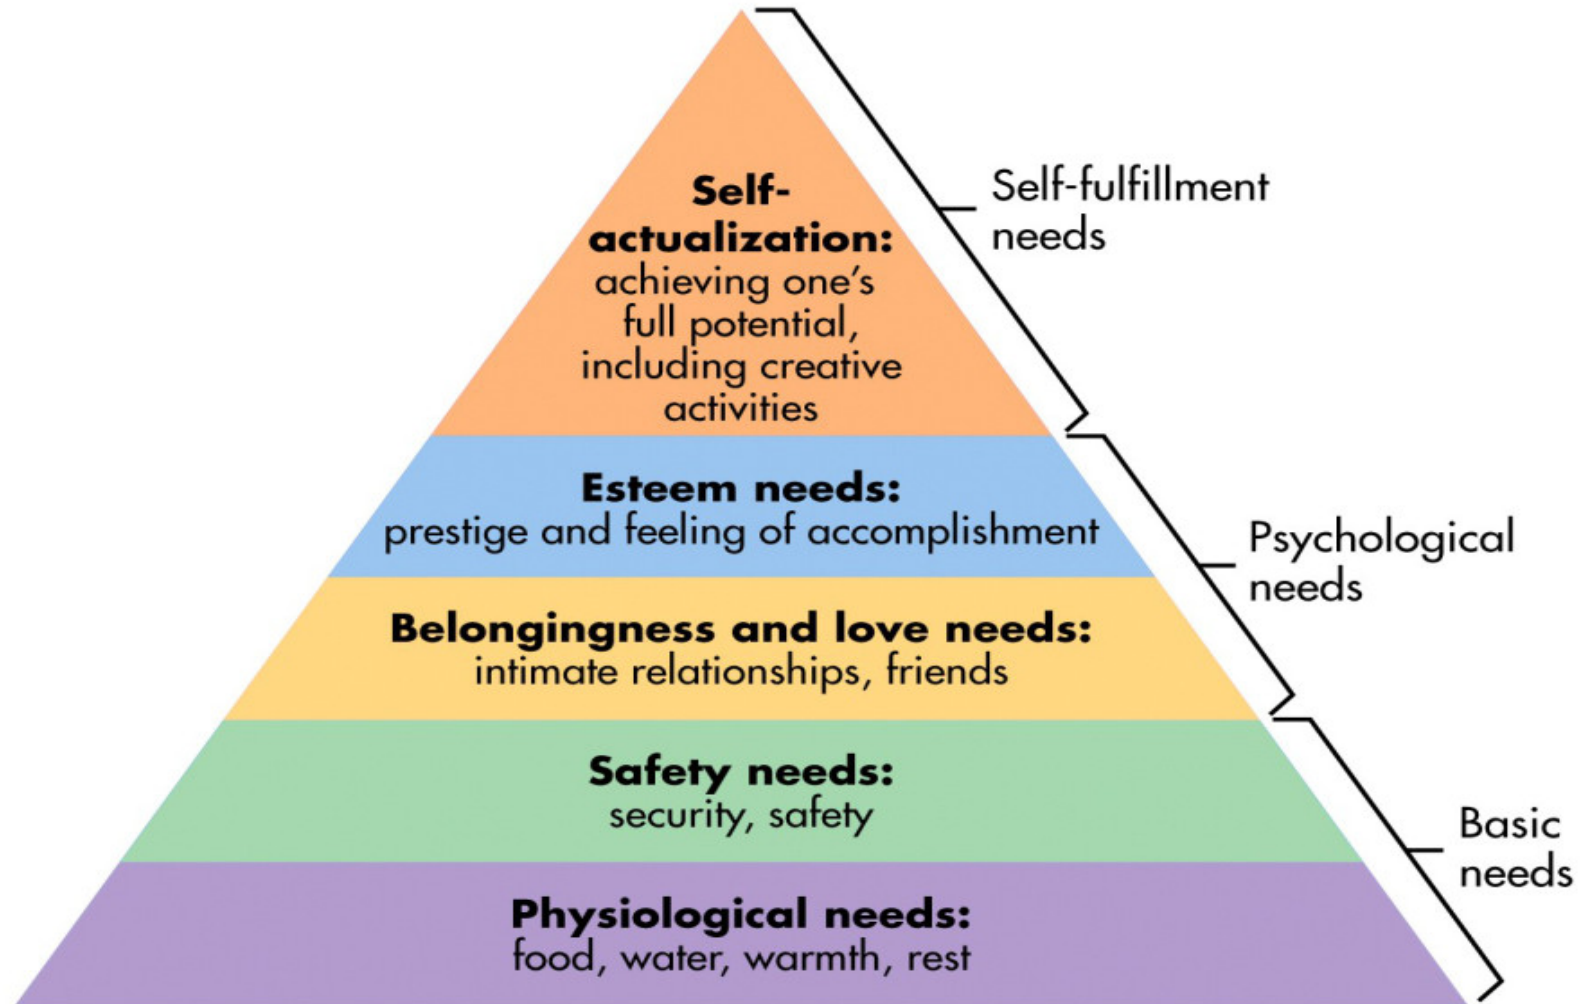 Self-
actualization:
achieving one's
full potential,
including creative
activities
Self-fulfillment
needs
Esteem needs:
prestige and feeling of accomplishment
Psychological
needs
Belongingness and love needs:
intimate relationships, friends
Safety needs:
security, safety
Basic
needs
Physiological needs:
food, water, warmth, rest